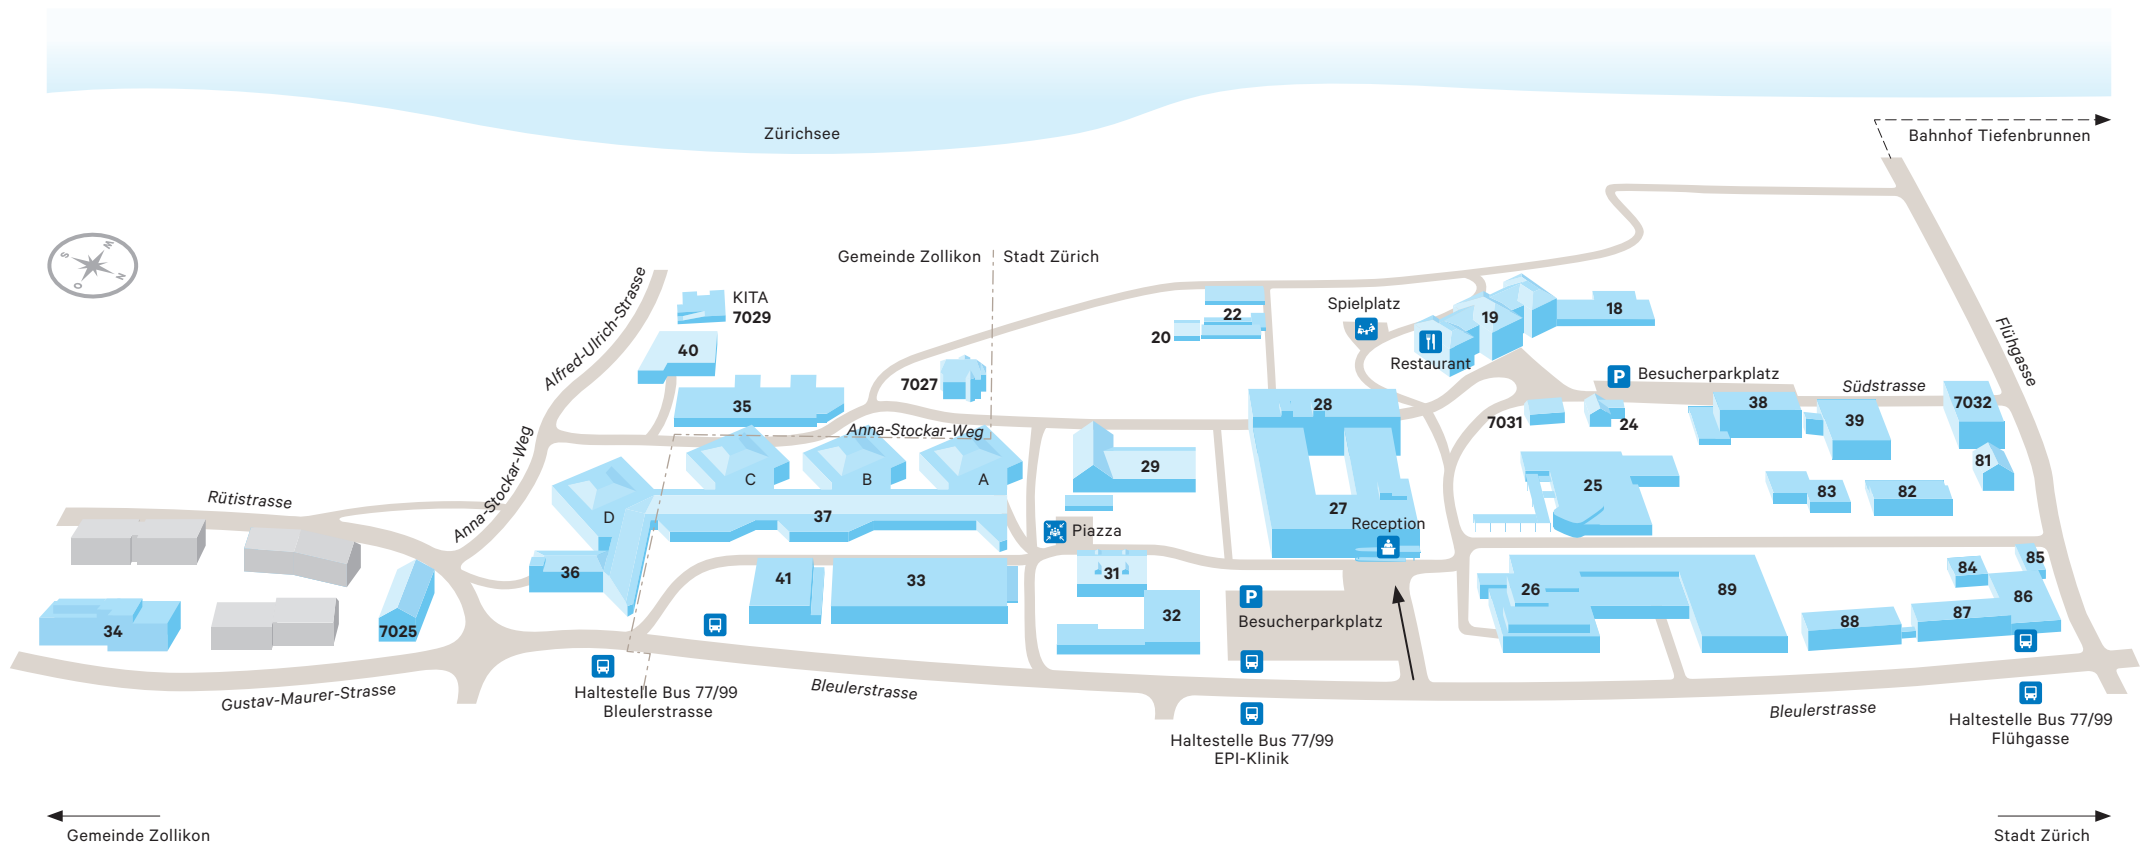 Zürichsee
Bahnhof Tiefenbrunnen
W
S
N
O
Gemeinde Zollikon
Stadt Zürich
Alfred-Ulrich-Strasse
KITA
7029
40
35
7027
20
22
Spielplatz
19
18
Restaurant
Besucherparkplatz
P
Südstrasse
Flühgasse
28
7031
24
38
39
7032
81
Anna-Stockar-Weg
Anna-Stockar-Weg
Rütistrasse
C
B
A
D
37
29
27
Reception
25
83
82
Piazza
34
7025
36
41
33
31
32
P
Besucherparkplatz
26
89
84
85
86
87
88
Gustav-Maurer-Strasse
Haltestelle Bus 77/99
Bleulerstrasse
Bleulerstrasse
Haltestelle Bus 77/99
EPI-Klinik
Bleulerstrasse
Haltestelle Bus 77/99
Flühgasse
Gemeinde Zollikon
Stadt Zürich